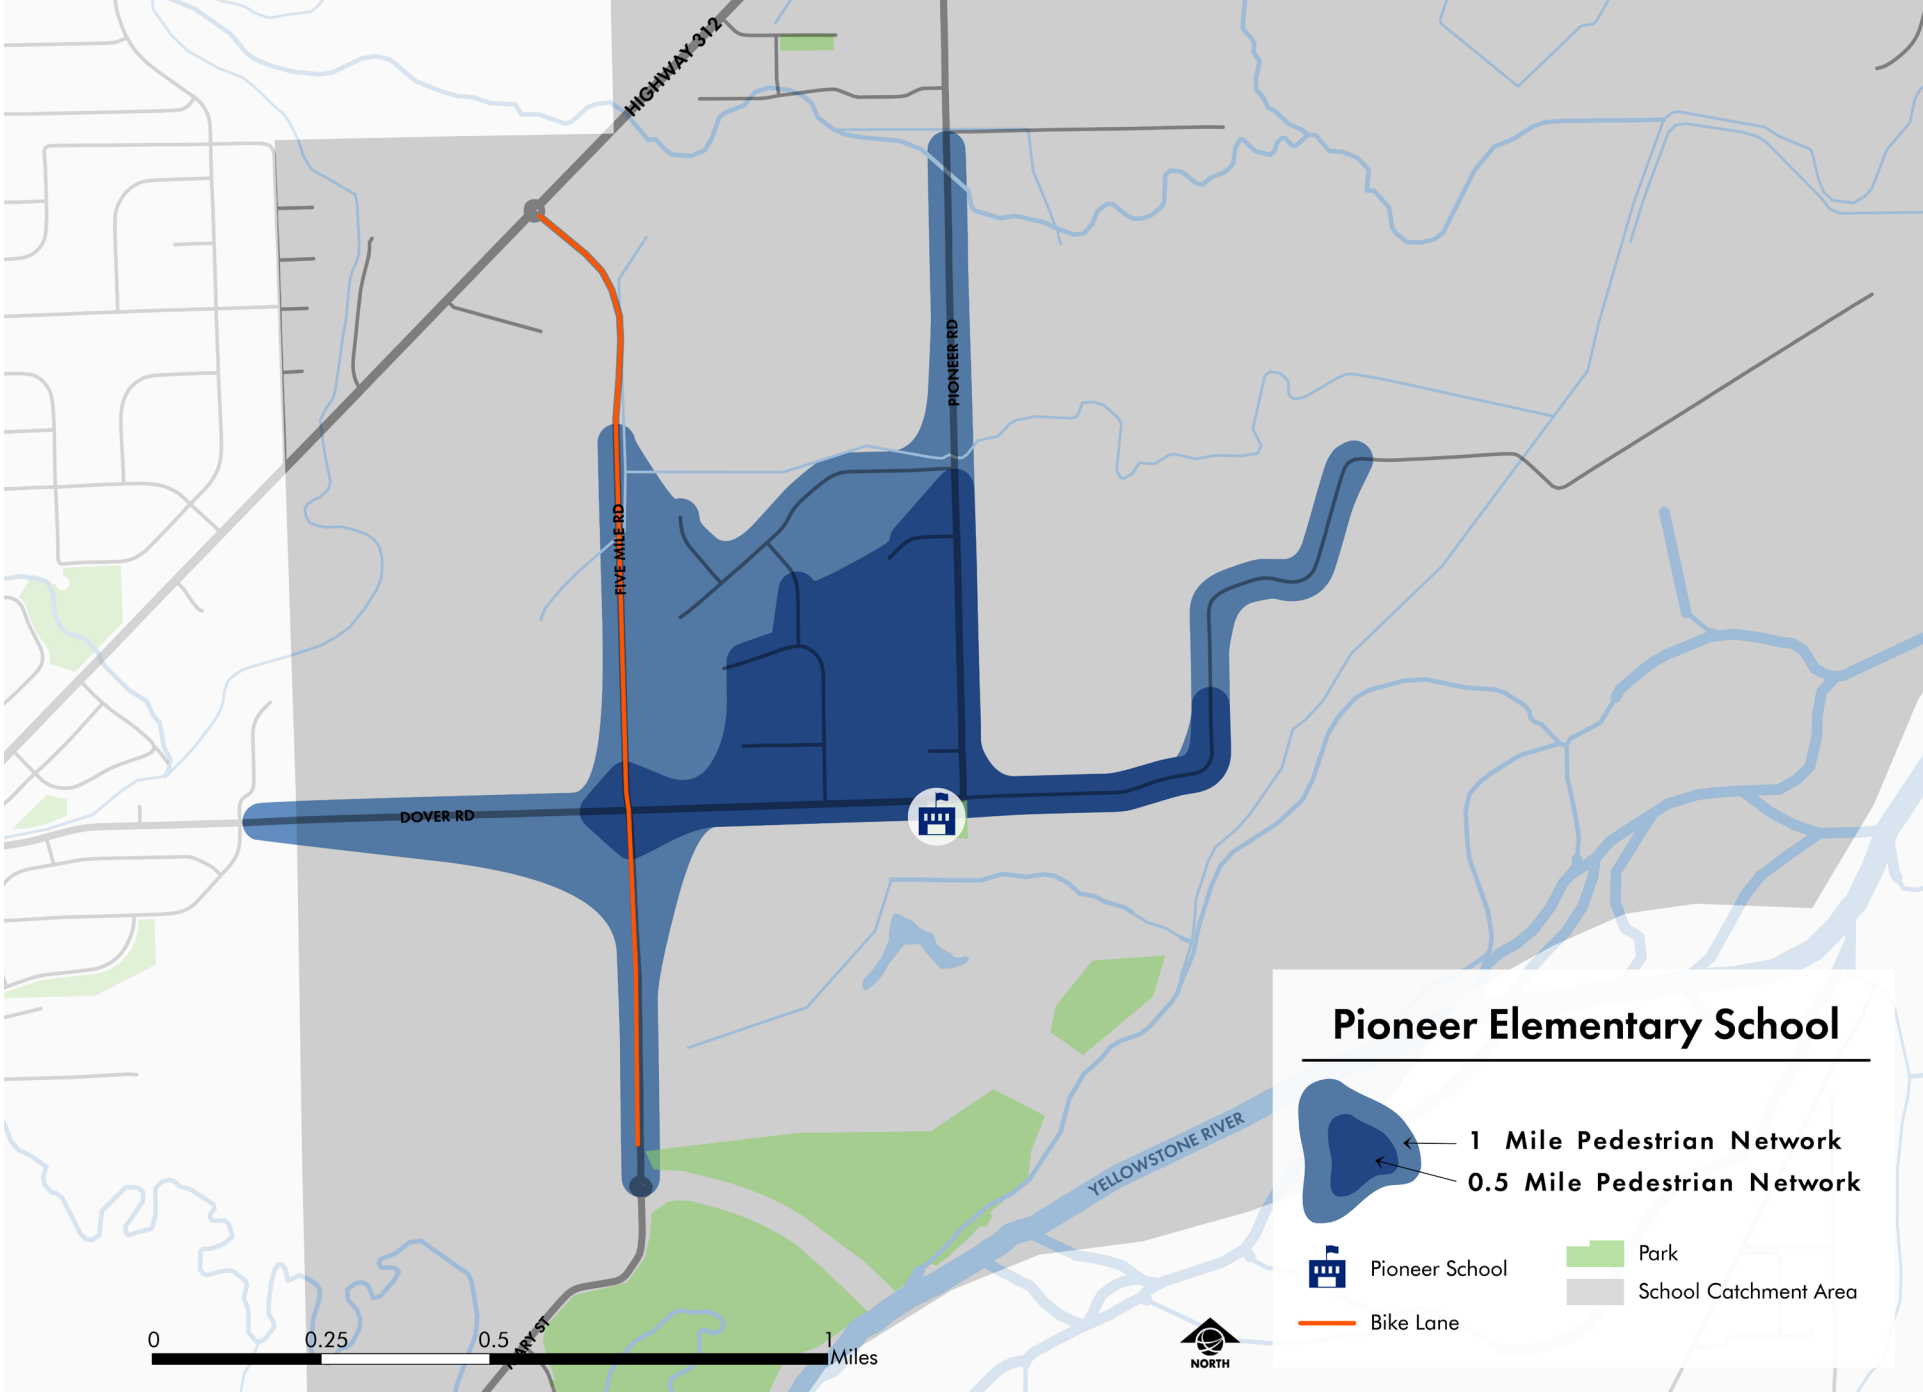 HIGHWAY 312
PIONEER RD
FIVE MILE RD
DOVER RD
YELLOWSTONE RIVER
MARY ST
0 0.25 0.5 1
Miles
NORTH
Pioneer Elementary School
1 Mile Pedestrian Network
0.5 Mile Pedestrian Network
Pioneer School
Bike Lane
Park
School Catchment Area